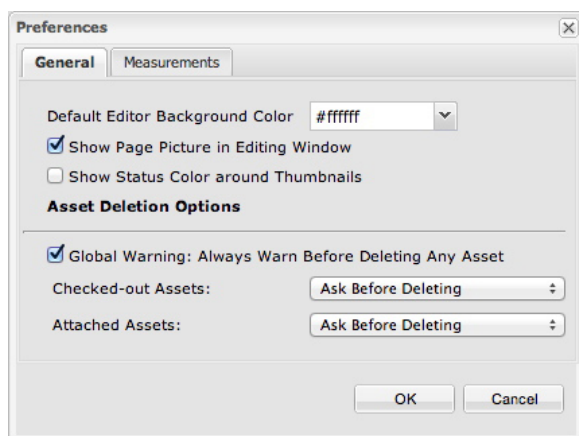 Preferences
General Measurements
Default Editor Background Color #ffffff
Show Page Picture in Editing Window
Show Status Color around Thumbnails
Asset Deletion Options
Global Warning: Always Warn Before Deleting Any Asset
Checked-out Assets: Ask Before Deleting
Attached Assets: Ask Before Deleting
OK Cancel